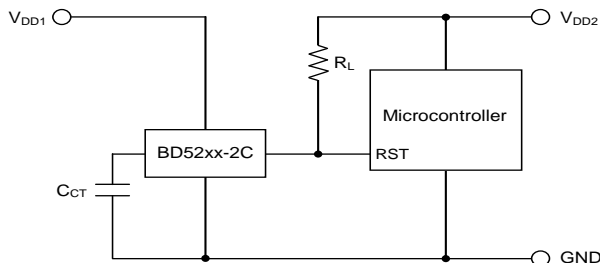 VDD1
VDD2
RL
Microcontroller
BD52xx-2C
RST
CCT
GND